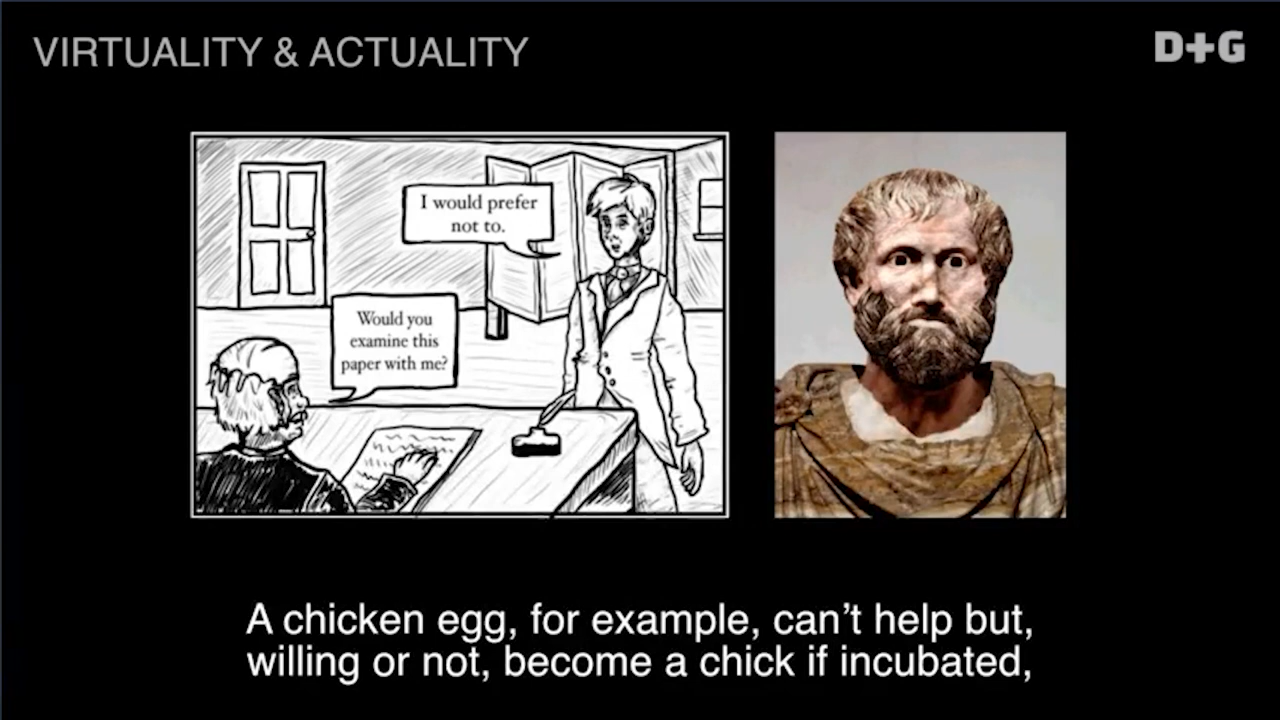 VIRTUALITY & ACTUALITY
D+G
I would prefer
not to.
Would you
examine this
paper with me?
A chicken egg, for example, can’t help but,
willing or not, become a chick if incubated,